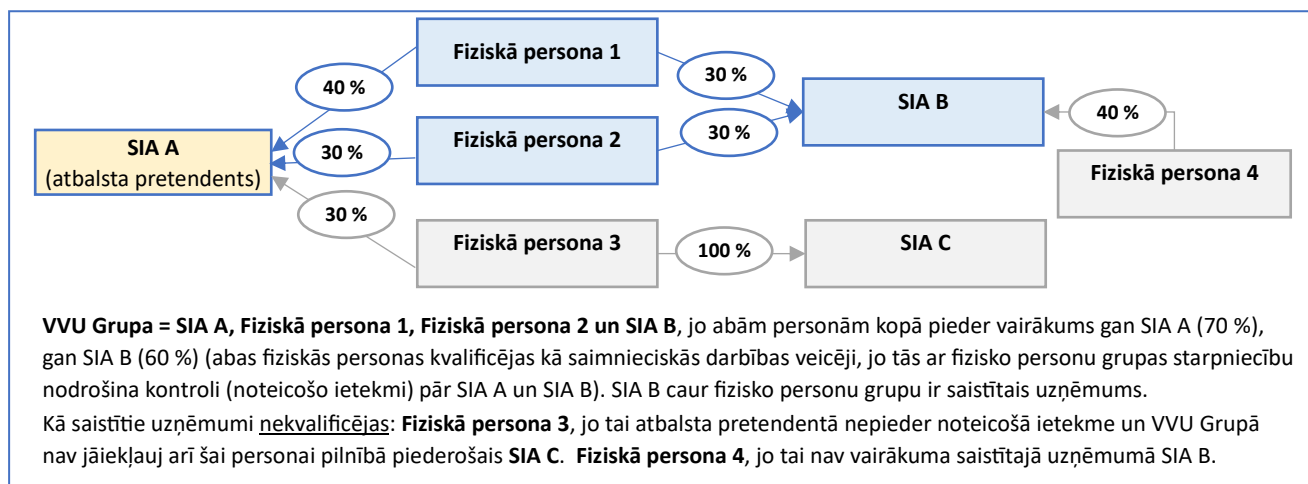 Fiziskā persona 1
40 %
30 %
SIA B
40 %
SIA A
(atbalsta pretendents)
30 %
Fiziskā persona 2
30 %
Fiziskā persona 4
30 %
Fiziskā persona 3
100 %
SIA C
VVU Grupa = SIA A, Fiziskā persona 1, Fiziskā persona 2 un SIA B, jo abām personām kopā pieder vairākums gan SIA A (70 %),
gan SIA B (60 %) (abas fiziskās personas kvalificējas kā saimnieciskās darbības veicēji, jo tās ar fizisko personu grupas starpniecību
nodrošina kontroli (noteicošo ietekmi) pār SIA A un SIA B). SIA B caur fizisko personu grupu ir saistītais uzņēmums.
Kā saistītie uzņēmumi nekvalificējas: Fiziskā persona 3, jo tai atbalsta pretendentā nepieder noteicošā ietekme un VVU Grupā
nav jāiekļauj arī šai personai pilnībā piederošais SIA C. Fiziskā persona 4, jo tai nav vairākuma saistītajā uzņēmumā SIA B.